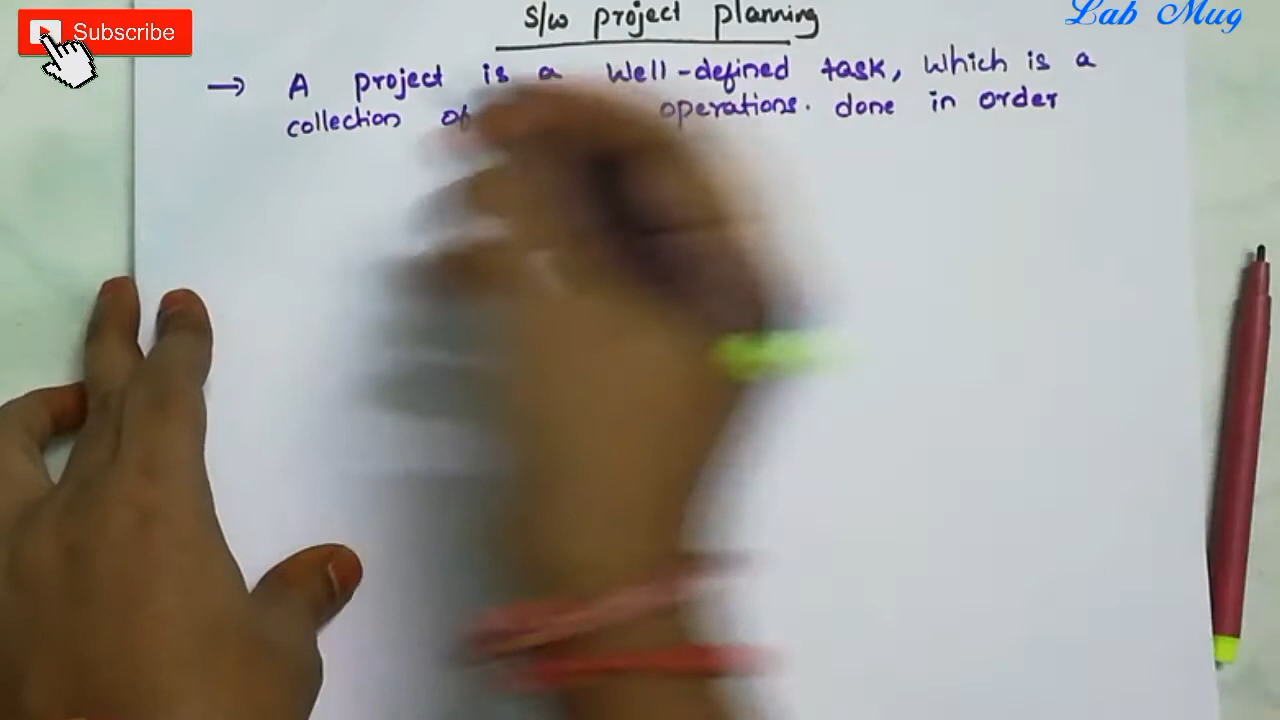 Subscribe
Lab Mug
s/w project planning
→ A project is a Well-defined task, Which is a
collection of operations. done in order